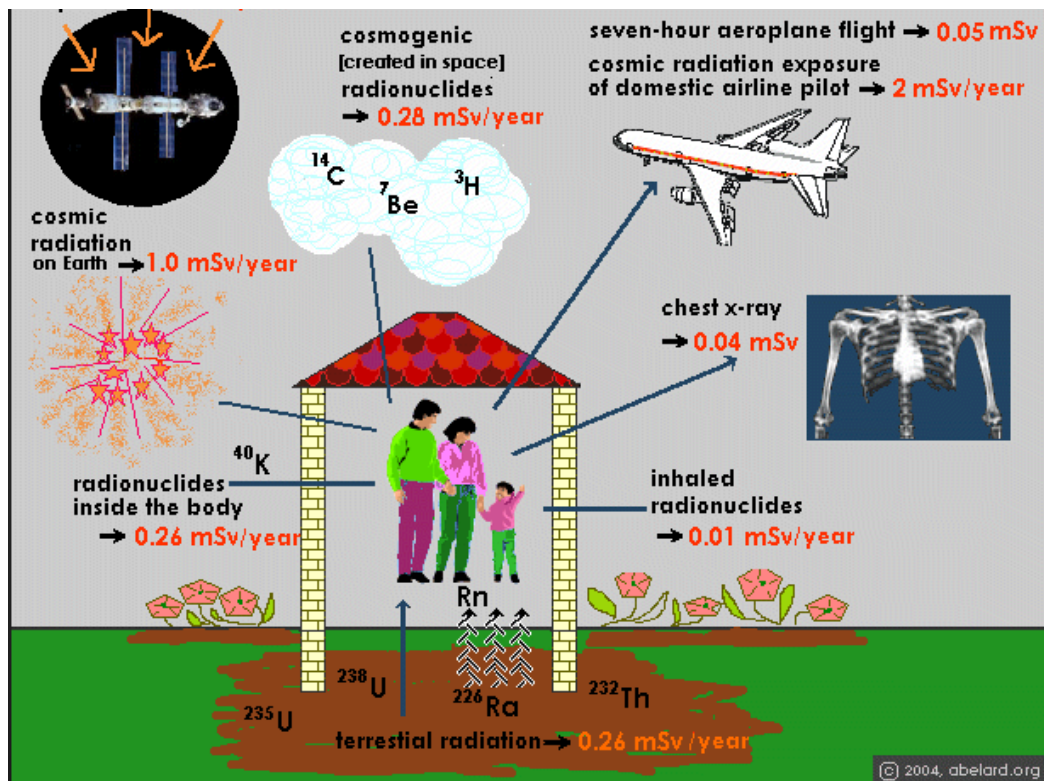 cosmogenic
[created in space]
radionuclides
→ 0.28 mSv/year
seven-hour aeroplane flight → 0.05 mSv
cosmic radiation exposure
of domestic airline pilot → 2 mSv/year
¹⁴C
⁷Be
³H
cosmic
radiation
on Earth → 1.0 mSv/year
chest x-ray
→ 0.04 mSv
⁴⁰K
radionuclides
inside the body
→ 0.26 mSv/year
inhaled
radionuclides
→ 0.01 mSv/year
Rn
²³⁸U
²²⁶Ra
²³²Th
²³⁵U
terrestial radiation → 0.26 mSv/year
© 2004, abelard.org